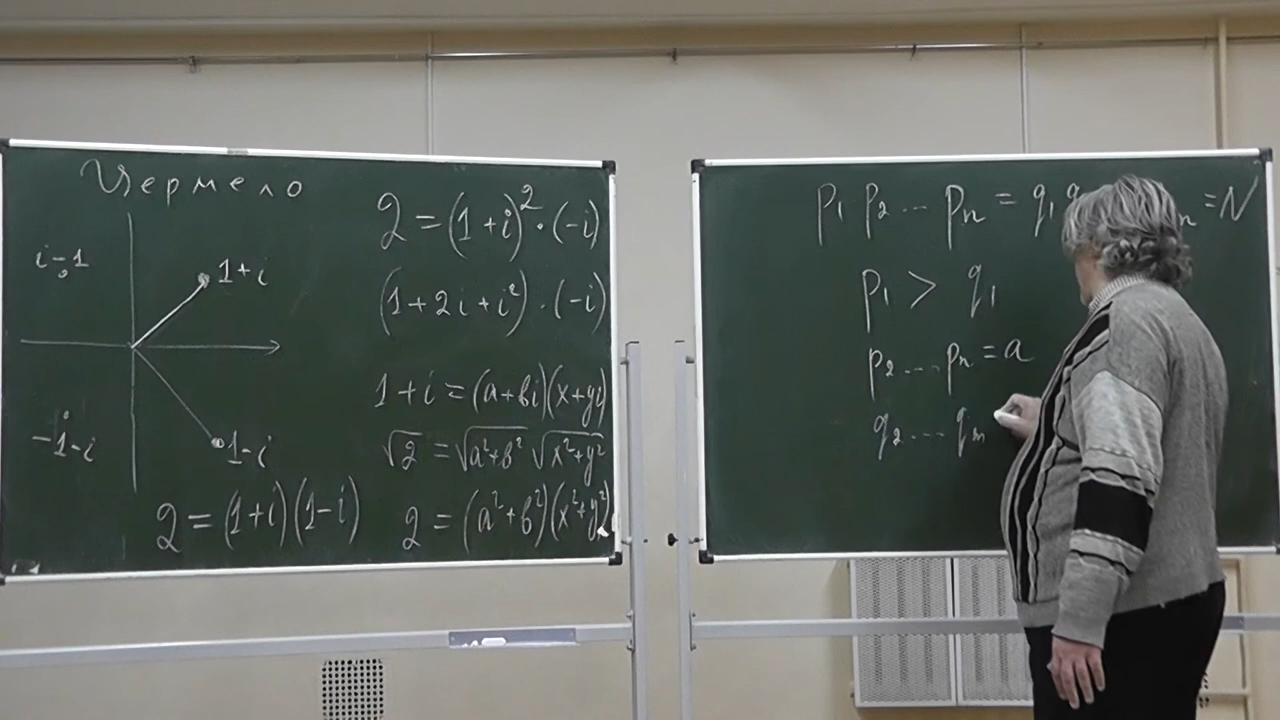 Цермело
i-1
1+i
-1-i
1-i
2=(1+i)(1-i)
2=(1+i)²·(-i)
(1+2i+i²)·(-i)
1+i=(a+bi)(x+yi)
√2=√a²+b² √x²+y²
2=(a²+b²)(x²+y²)
p₁ p₂... pₙ = q₁ =N
p₁ > q₁
p₂...pₙ=a
q₂...qₘ